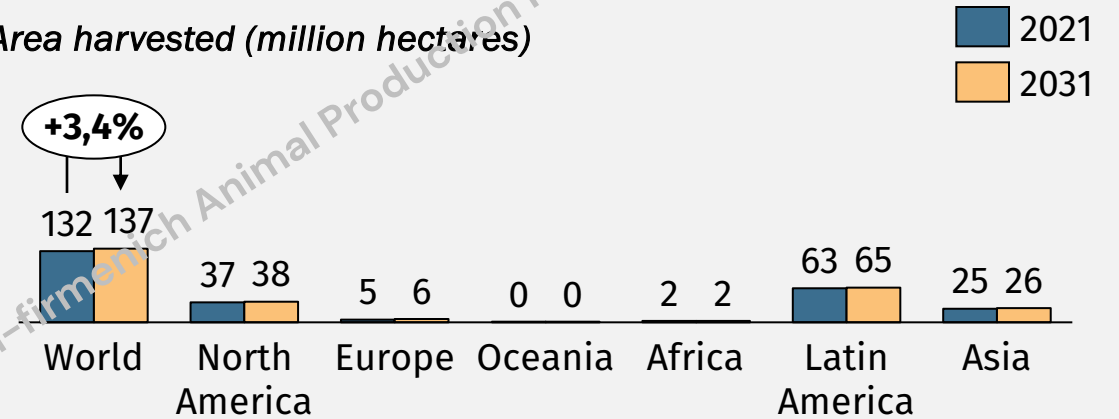 Area harvested (million hectares)
2021
2031
+3,4%
132 137
37 38
5 6
0 0
2 2
63 65
25 26
World
North America
Europe
Oceania
Africa
Latin America
Asia
-firmenich Animal Production